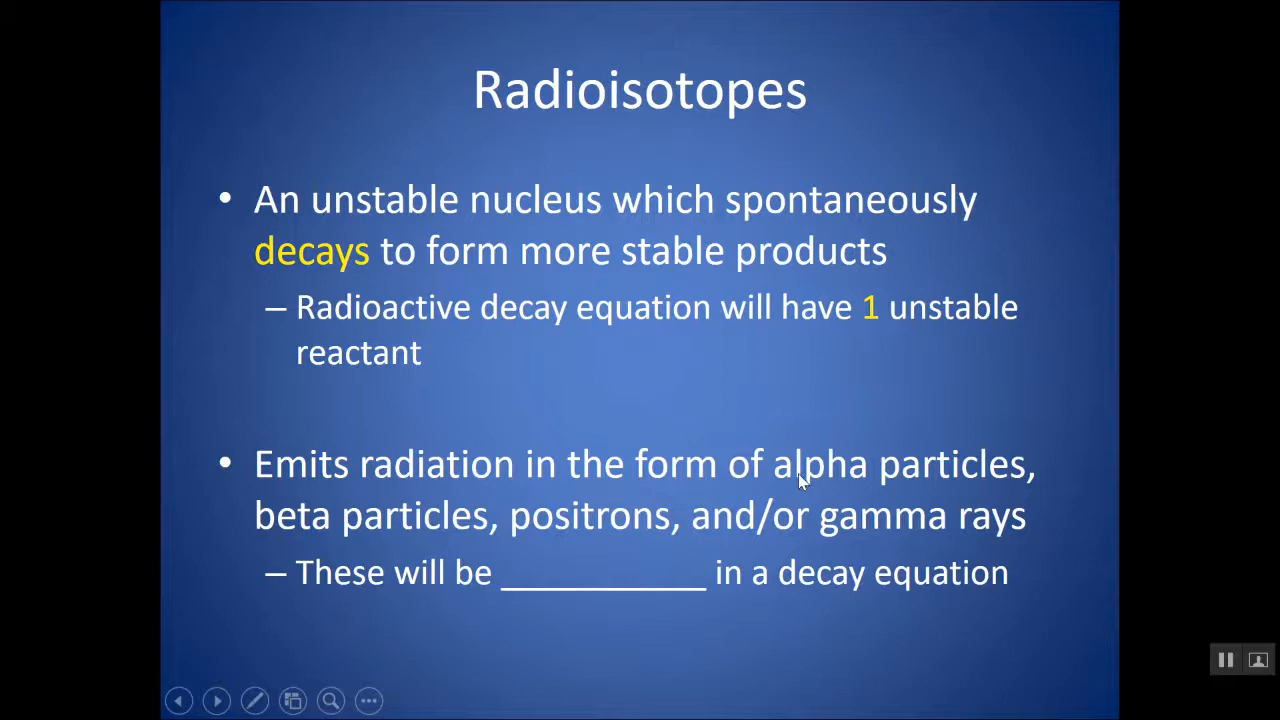 Radioisotopes
• An unstable nucleus which spontaneously
decays to form more stable products
– Radioactive decay equation will have 1 unstable
reactant
• Emits radiation in the form of alpha particles,
beta particles, positrons, and/or gamma rays
– These will be ___________ in a decay equation